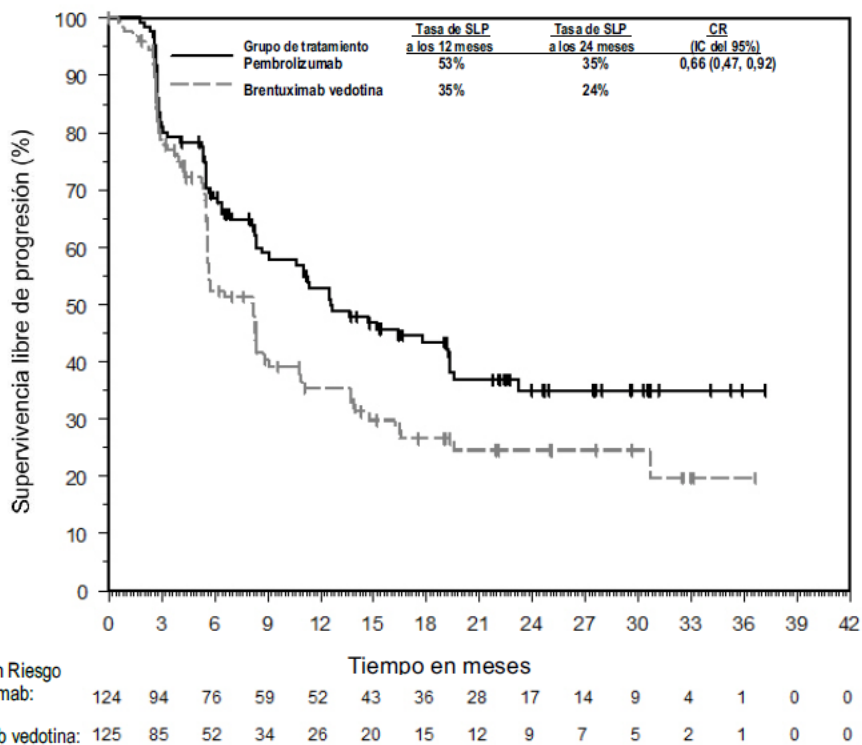 Grupo de tratamiento
Tasa de SLP a los 12 meses
Tasa de SLP a los 24 meses
CR (IC del 95%)
Pembrolizumab 53% 35% 0,66 (0,47, 0,92)
Brentuximab vedotina 35% 24%
Supervivencia libre de progresión (%)
100
90
80
70
60
50
40
30
20
10
0
0 3 6 9 12 15 18 21 24 27 30 33 36 39 42
Tiempo en meses
n Riesgo
mab: 124 94 76 59 52 43 36 28 17 14 9 4 1 0 0
b vedotina: 125 85 52 34 26 20 15 12 9 7 5 2 1 0 0